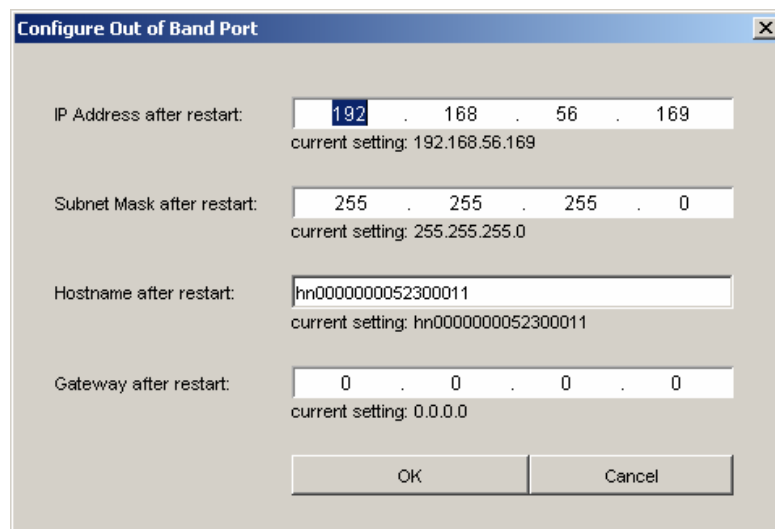 Configure Out of Band Port
IP Address after restart: 192 . 168 . 56 . 169
current setting: 192.168.56.169
Subnet Mask after restart: 255 . 255 . 255 . 0
current setting: 255.255.255.0
Hostname after restart: hn0000000052300011
current setting: hn0000000052300011
Gateway after restart: 0 . 0 . 0 . 0
current setting: 0.0.0.0
OK Cancel